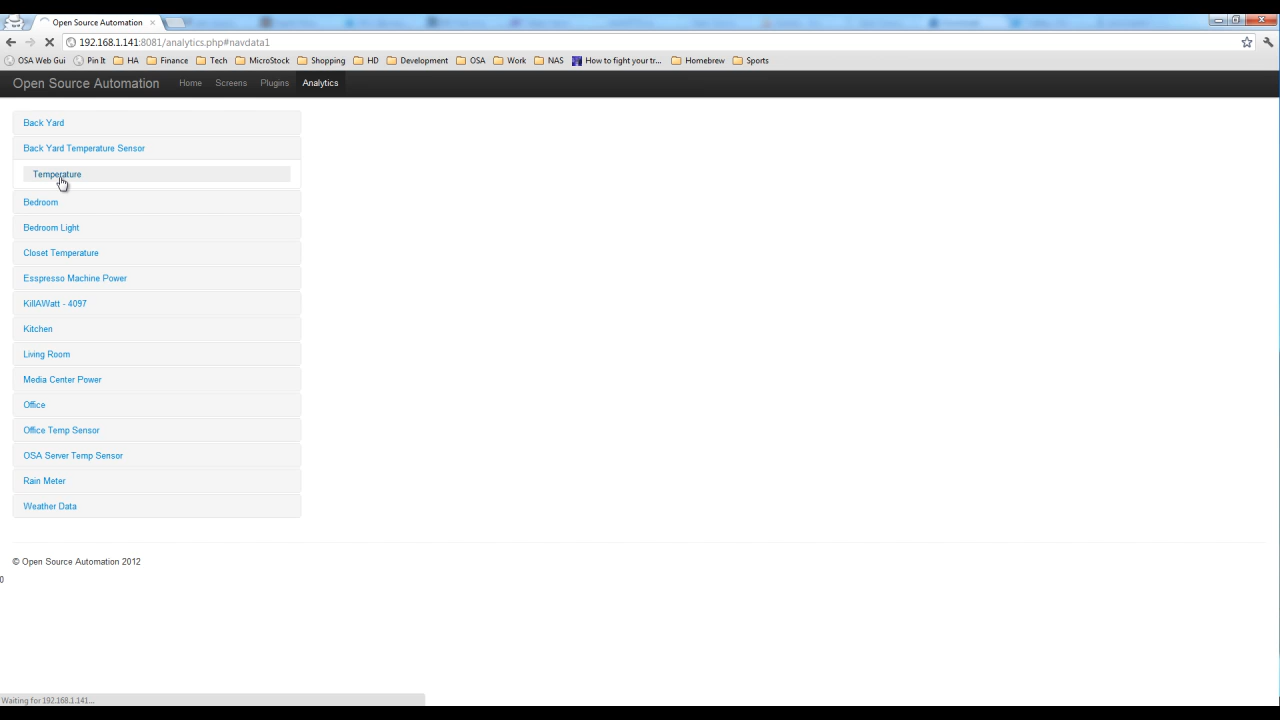 Open Source Automation
192.168.1.141:8081/analytics.php#navdata1
OSA Web Gui Pin It HA Finance Tech MicroStock Shopping HD Development OSA Work NAS How to fight your tr... Homebrew Sports
Open Source Automation Home Screens Plugins Analytics
Back Yard
Back Yard Temperature Sensor
Temperature
Bedroom
Bedroom Light
Closet Temperature
Esspresso Machine Power
KillAWatt - 4097
Kitchen
Living Room
Media Center Power
Office
Office Temp Sensor
OSA Server Temp Sensor
Rain Meter
Weather Data
© Open Source Automation 2012
0
Waiting for 192.168.1.141...